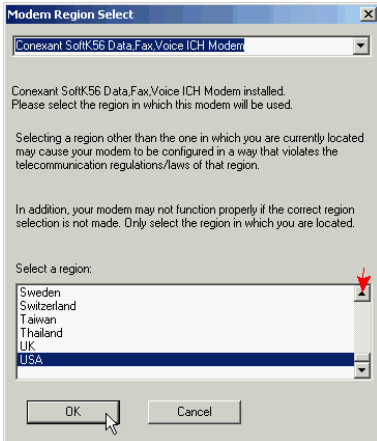 Modem Region Select
Conexant SoftK56 Data,Fax,Voice ICH Modem
Conexant SoftK56 Data,Fax,Voice ICH Modem installed.
Please select the region in which this modem will be used.
Selecting a region other than the one in which you are currently located
may cause your modem to be configured in a way that violates the
telecommunication regulations/laws of that region.
In addition, your modem may not function properly if the correct region
selection is not made. Only select the region in which you are located.
Select a region:
Sweden
Switzerland
Taiwan
Thailand
UK
USA
OK
Cancel